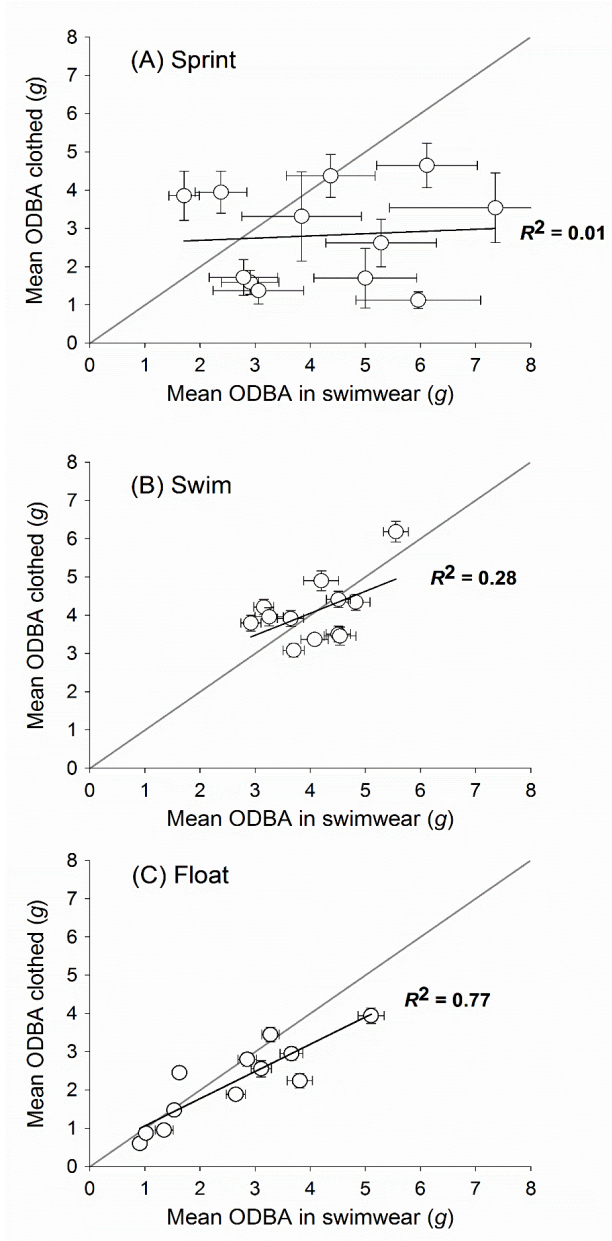 8
(A) Sprint
7
6
5
4
3
2
1
0
Mean ODBA clothed (g)
R2 = 0.01
0 1 2 3 4 5 6 7 8
Mean ODBA in swimwear (g)
8
(B) Swim
7
6
5
4
3
2
1
0
Mean ODBA clothed (g)
R2 = 0.28
0 1 2 3 4 5 6 7 8
Mean ODBA in swimwear (g)
8
(C) Float
7
6
5
4
3
2
1
0
Mean ODBA clothed (g)
R2 = 0.77
0 1 2 3 4 5 6 7 8
Mean ODBA in swimwear (g)